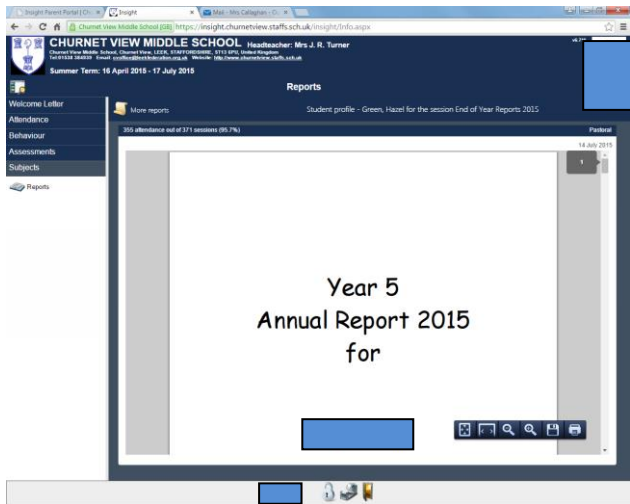 Insight Parent Portal | Ch
Insight
Mail - Mrs Callaghan - O
Churnet View Middle School [GB] https://insight.churnetview.staffs.sch.uk/insight/Info.aspx
CHURNET VIEW MIDDLE SCHOOL Headteacher: Mrs J. R. Turner
Churnet View Middle School, Churnet View, LEEK, STAFFORDSHIRE, ST13 6PU, United Kingdom
Summer Term: 16 April 2015 - 17 July 2015
Reports
Welcome Letter
Attendance
Behaviour
Assessments
Subjects
Reports
More reports
Student profile - Green, Hazel for the session End of Year Reports 2015
355 attendance out of 371 sessions (95.7%)
Pastoral
14 July 2015
1
Year 5
Annual Report 2015
for